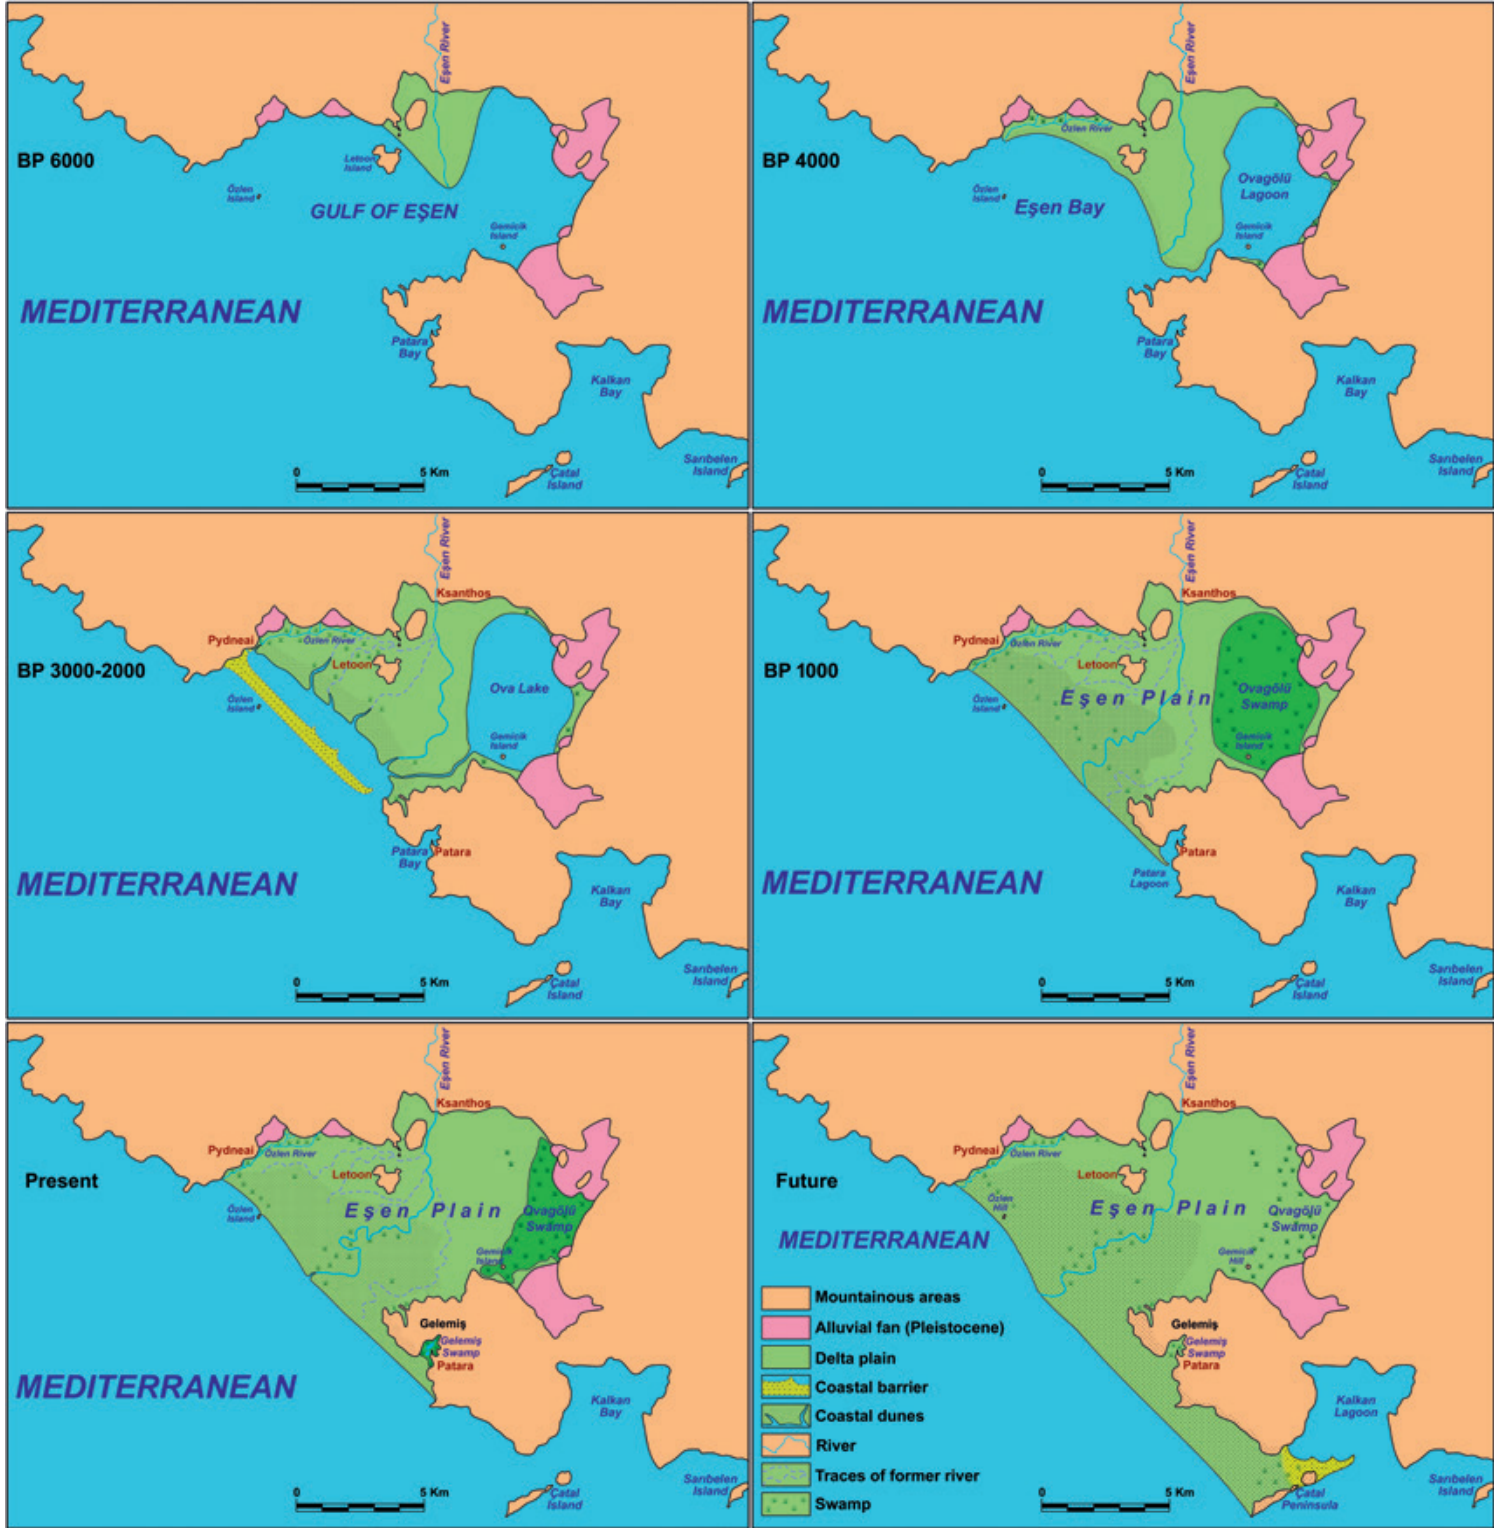 Eşen River
BP 6000
Letoon
Island
Özlen
Island
GULF OF EŞEN
Gemicik
Island
MEDITERRANEAN
Patara
Bay
Kalkan
Bay
0 5 Km
Çatal
Island
Sarıbelen
Island
Eşen River
Özlen River
BP 4000
Özlen
Island
Eşen Bay
Ovagölü
Lagoon
Gemicik
Island
MEDITERRANEAN
Patara
Bay
Kalkan
Bay
0 5 Km
Çatal
Island
Sarıbelen
Island
Eşen River
Ksanthos
Pydneai
Özlen River
BP 3000-2000
Letoon
Özlen
Island
Ova Lake
Gemicik
Island
Patara
Bay
Patara
MEDITERRANEAN
Kalkan
Bay
0 5 Km
Çatal
Island
Sarıbelen
Island
Eşen River
Ksanthos
Pydneai
Özlen River
BP 1000
Letoon
Özlen
Island
Eşen Plain
Ovagölü
Swamp
Gemicik
Island
Patara
Patara
Lagoon
MEDITERRANEAN
Kalkan
Bay
0 5 Km
Çatal
Island
Sarıbelen
Island
Eşen River
Ksanthos
Pydneai
Özlen River
Present
Letoon
Özlen
Island
Eşen Plain
Qvagölü
Swamp
Gemicik
Island
Gelemiş
Gelemiş
Swamp
Patara
MEDITERRANEAN
Kalkan
Bay
0 5 Km
Çatal
Island
Sarıbelen
Island
Eşen River
Ksanthos
Pydneai
Özlen River
Future
Letoon
Özlen
Hill
Eşen Plain
Qvagölü
Swamp
MEDITERRANEAN
Gemicik
Hill
Gelemiş
Gelemiş
Swamp
Patara
Kalkan
Lagoon
Mountainous areas
Alluvial fan (Pleistocene)
Delta plain
Coastal barrier
Coastal dunes
River
Traces of former river
Swamp
0 5 Km
Çatal
Peninsula
Sarıbelen
Island